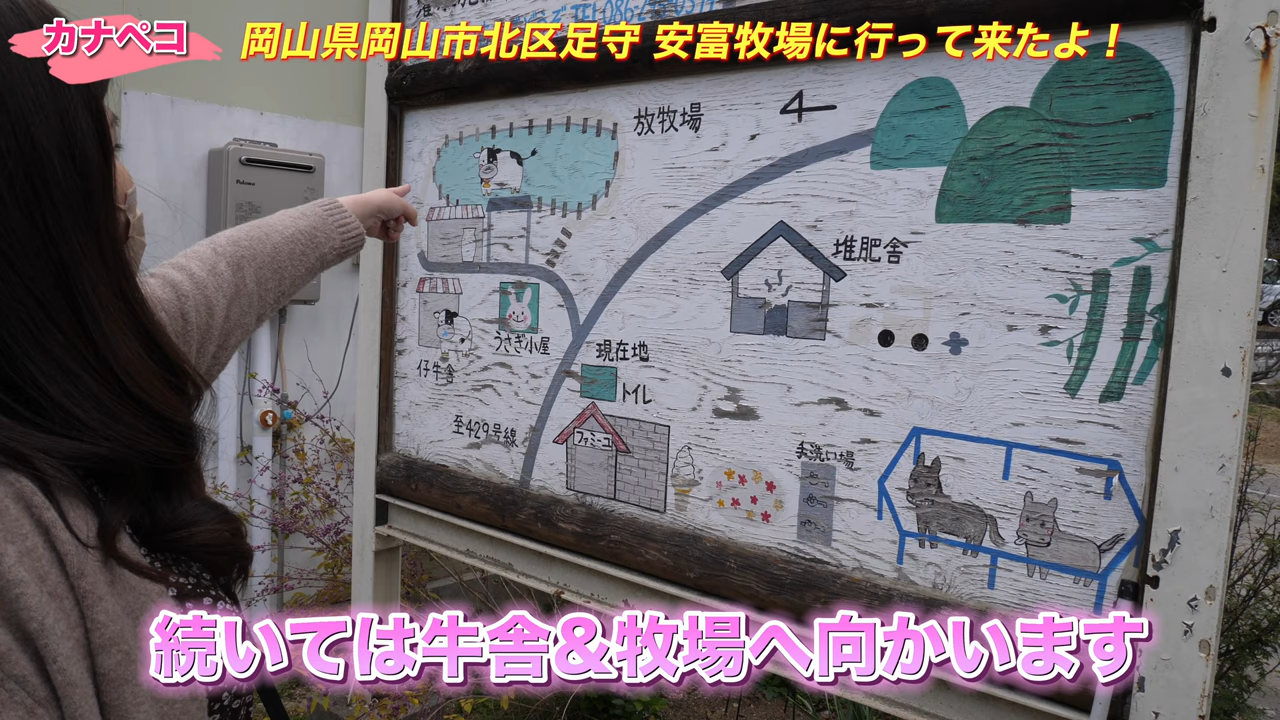 カナペコ
岡山県岡山市北区足守 安富牧場に行って来たよ！
Paloma
放牧場
堆肥舎
うさぎ小屋
仔牛舎
現在地
トイレ
至429号線
ファミーユ
手洗い場
続いては牛舎&牧場へ向かいます